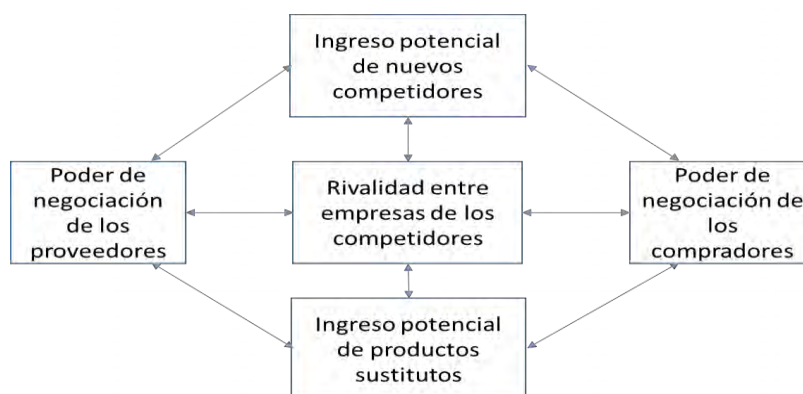 Ingreso potencial
de nuevos
competidores
Poder de
negociación
de los
proveedores
Rivalidad entre
empresas de los
competidores
Poder de
negociación de
los
compradores
Ingreso potencial
de productos
sustitutos